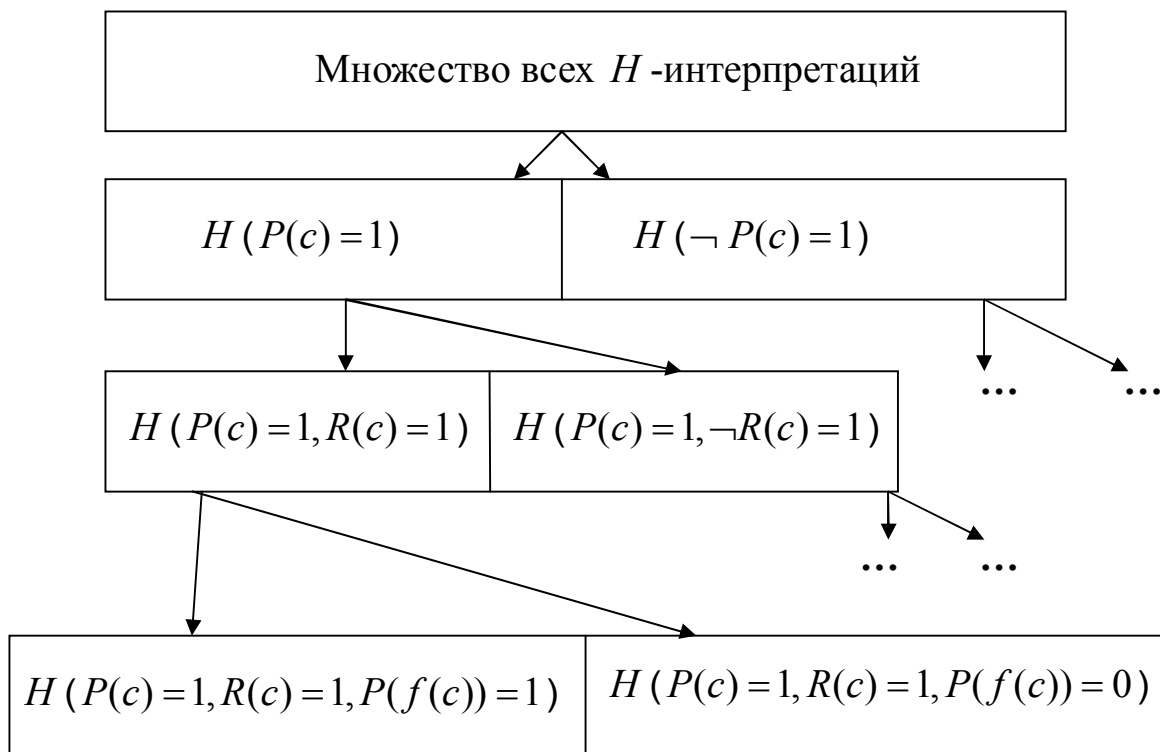 Множество всех H -интерпретаций
H (P(c) = 1)
H (¬ P(c) = 1)
H (P(c) = 1, R(c) = 1)
H (P(c) = 1, ¬R(c) = 1)
... ...
... ...
H (P(c) = 1, R(c) = 1, P(f(c)) = 1)
H (P(c) = 1, R(c) = 1, P(f(c)) = 0)